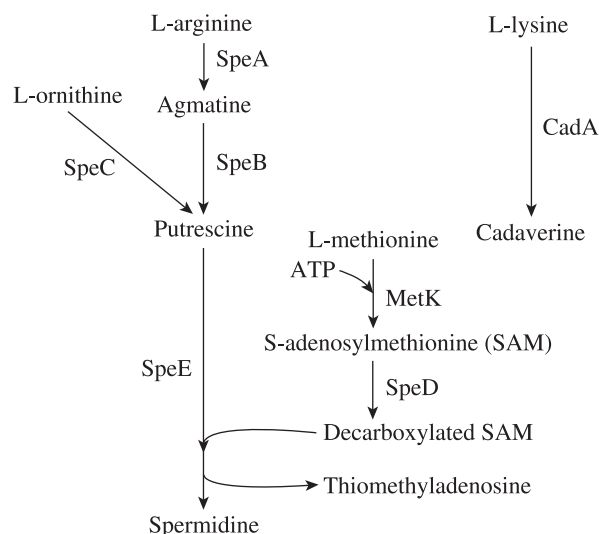 L-arginine
L-lysine
SpeA
L-ornithine
Agmatine
CadA
SpeC
SpeB
Putrescine
L-methionine
Cadaverine
ATP
MetK
S-adenosylmethionine (SAM)
SpeE
SpeD
Decarboxylated SAM
Thiomethyladenosine
Spermidine